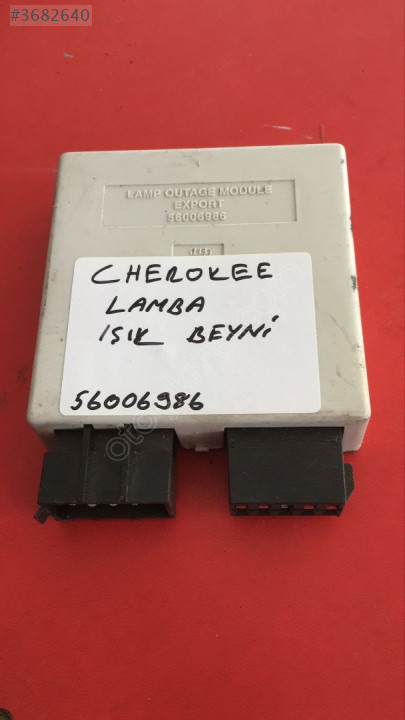 #3682640
LAMP OUTAGE MODULE
EXPORT
56006986
CHEROKEE
LAMBA
IŞIK BEYNİ
56006986